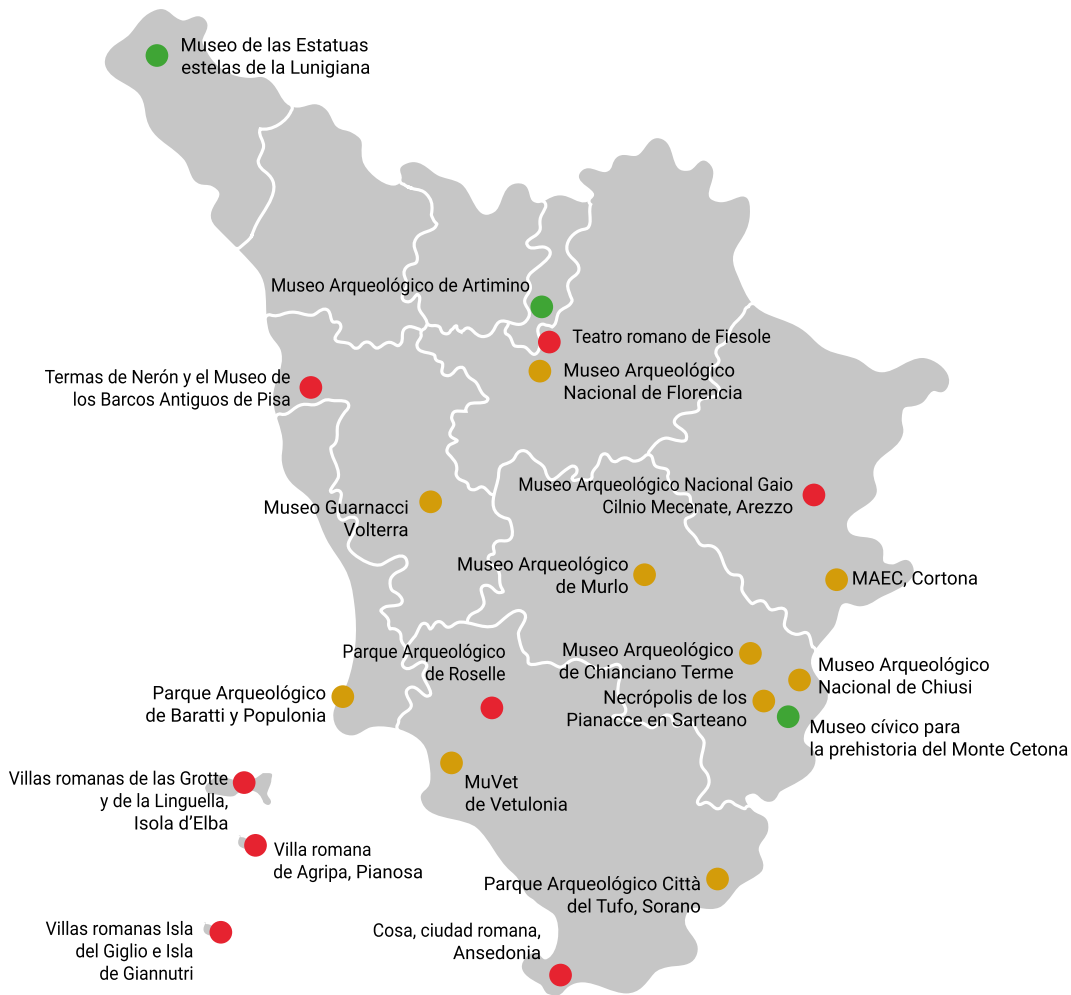 Museo de las Estatuas
estelas de la Lunigiana
Museo Arqueológico de Artimino
Teatro romano de Fiesole
Museo Arqueológico
Nacional de Florencia
Termas de Nerón y el Museo de
los Barcos Antiguos de Pisa
Museo Arqueológico Nacional Gaio
Cilnio Mecenate, Arezzo
Museo Guarnacci
Volterra
Museo Arqueológico
de Murlo
MAEC, Cortona
Parque Arqueológico
de Roselle
Museo Arqueológico
de Chianciano Terme
Museo Arqueológico
Nacional de Chiusi
Necrópolis de los
Pianacce en Sarteano
Parque Arqueológico
de Baratti y Populonia
Museo cívico para
la prehistoria del Monte Cetona
Villas romanas de las Grotte
y de la Linguella,
Isola d’Elba
MuVet
de Vetulonia
Villa romana
de Agripa, Pianosa
Parque Arqueológico Città
del Tufo, Sorano
Villas romanas Isla
del Giglio e Isla
de Giannutri
Cosa, ciudad romana,
Ansedonia